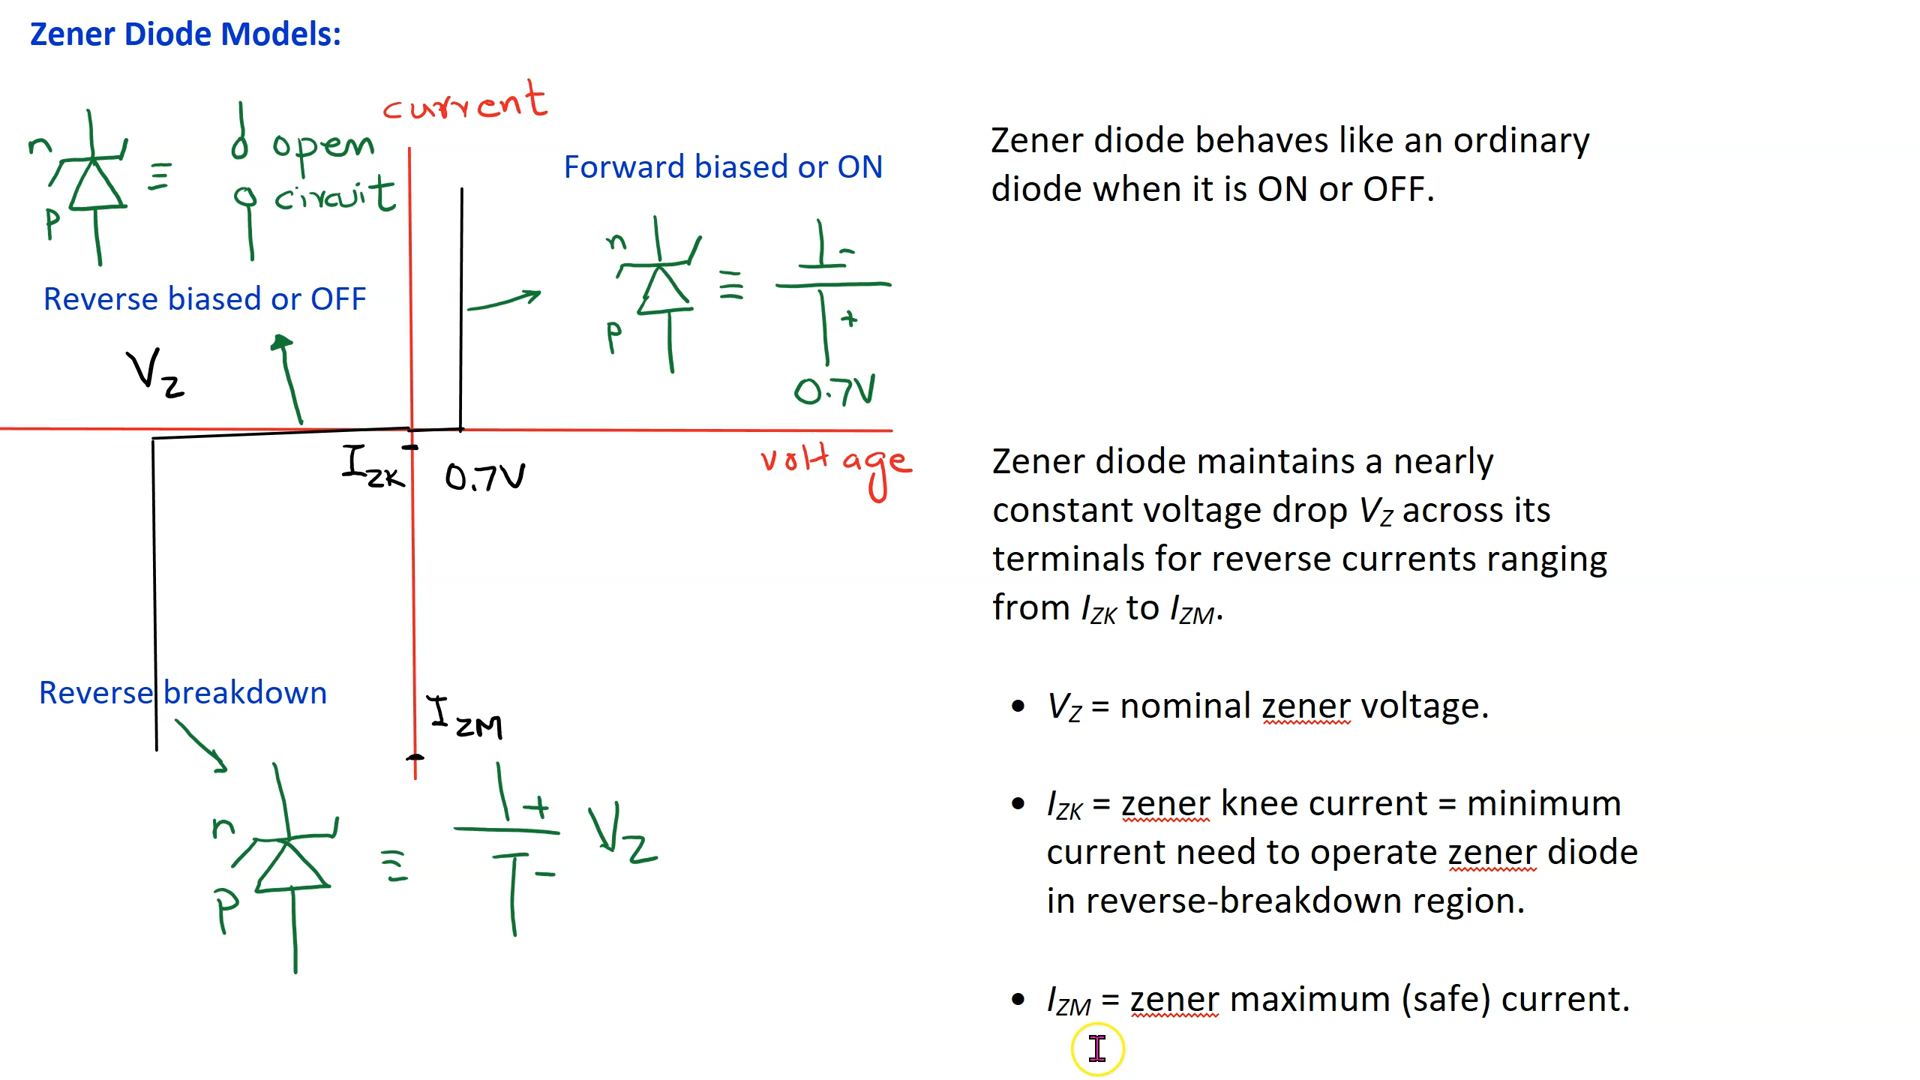 Zener Diode Models:
current
n
p
≡
open
circuit
Reverse biased or OFF
Forward biased or ON
n
p
≡
-
+
0.7V
VZ
IZK
0.7V
voltage
Reverse breakdown
IZM
n
p
≡
+
-
VZ
Zener diode behaves like an ordinary
diode when it is ON or OFF.
Zener diode maintains a nearly
constant voltage drop VZ across its
terminals for reverse currents ranging
from IZK to IZM.
• VZ = nominal zener voltage.
• IZK = zener knee current = minimum
current need to operate zener diode
in reverse-breakdown region.
• IZM = zener maximum (safe) current.